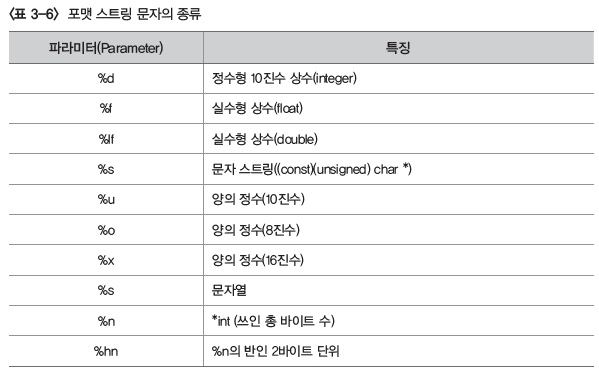 <표 3-6> 포맷 스트링 문자의 종류
파라미터(Parameter) 특징
%d 정수형 10진수 상수(integer)
%f 실수형 상수(float)
%lf 실수형 상수(double)
%s 문자 스트링((const)(unsigned) char *)
%u 양의 정수(10진수)
%o 양의 정수(8진수)
%x 양의 정수(16진수)
%s 문자열
%n *int (쓰인 총 바이트 수)
%hn %n의 반인 2바이트 단위